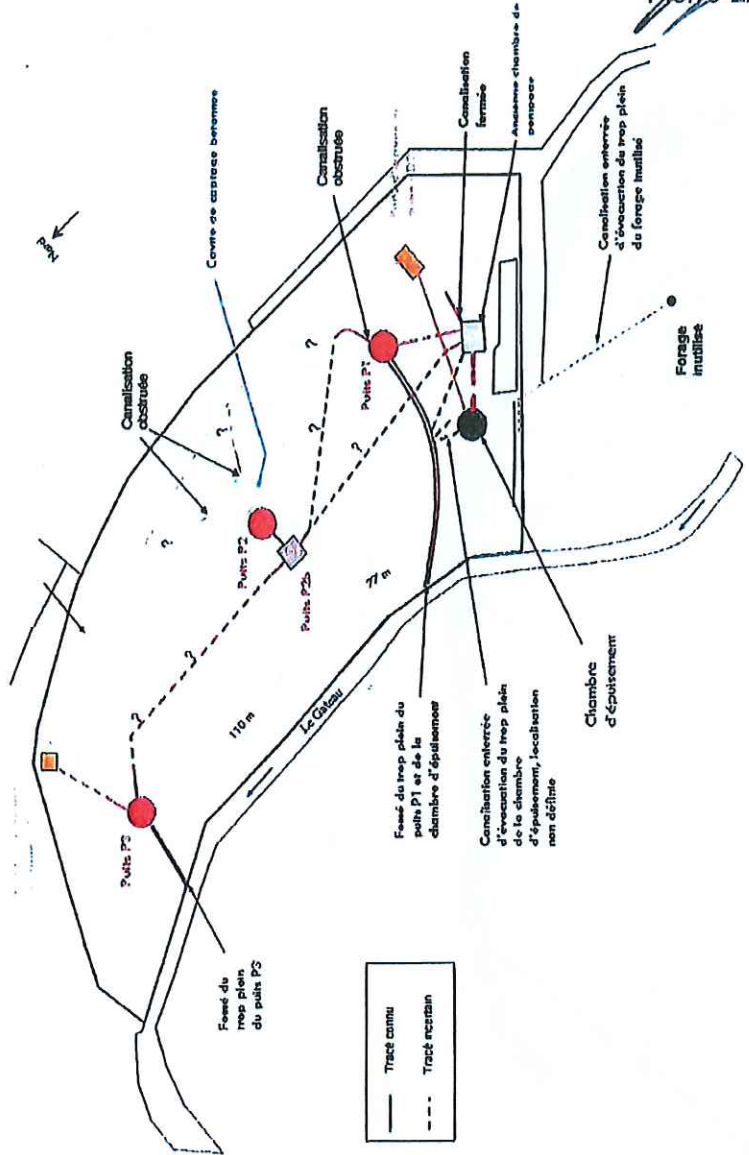 Nord
Cavité de captage bétonnée
Canalisation
obstruée
Canalisation
obstruée
?
?
?
?
?
?
Canalisation
fermée
Ancienne chambre de
pompage
Canalisation enterrée
d'évacuation du trop plein
du forage inutilisé
Forage
inutilisé
Puits P1
Puits P2
Puits P2b
Puits P3
77 m
110 m
Le Gateau
Fossé du
trop plein
du puits P3
Fossé du trop plein du
puits P1 et de la
chambre d'épuisement
Canalisation enterrée
d'évacuation du trop plein
de la chambre
d'épuisement, localisation
non définie
Chambre
d'épuisement
Tracé connu
Tracé incertain